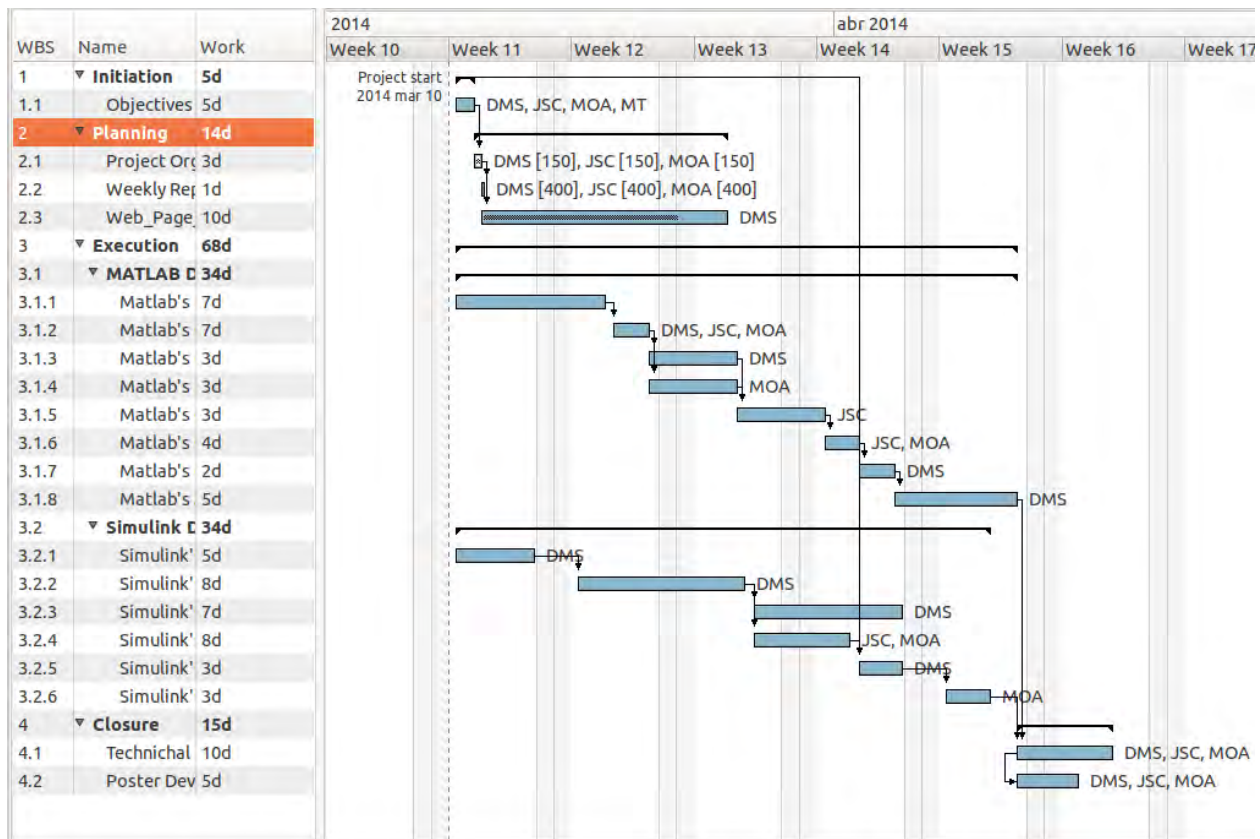 2014 abr 2014
WBS Name Work Week 10 Week 11 Week 12 Week 13 Week 14 Week 15 Week 16 Week 17
Project start
2014 mar 10
1 Initiation 5d
1.1 Objectives 5d DMS, JSC, MOA, MT
2 Planning 14d
2.1 Project Org 3d DMS [150], JSC [150], MOA [150]
2.2 Weekly Rep 1d DMS [400], JSC [400], MOA [400]
2.3 Web_Page_ 10d DMS
3 Execution 68d
3.1 MATLAB D 34d
3.1.1 Matlab's 7d
3.1.2 Matlab's 7d DMS, JSC, MOA
3.1.3 Matlab's 3d DMS
3.1.4 Matlab's 3d MOA
3.1.5 Matlab's 3d JSC
3.1.6 Matlab's 4d JSC, MOA
3.1.7 Matlab's 2d DMS
3.1.8 Matlab's 5d DMS
3.2 Simulink D 34d
3.2.1 Simulink' 5d DMS
3.2.2 Simulink' 8d DMS
3.2.3 Simulink' 7d DMS
3.2.4 Simulink' 8d JSC, MOA
3.2.5 Simulink' 3d DMS
3.2.6 Simulink' 3d MOA
4 Closure 15d
4.1 Technichal 10d DMS, JSC, MOA
4.2 Poster Dev 5d DMS, JSC, MOA